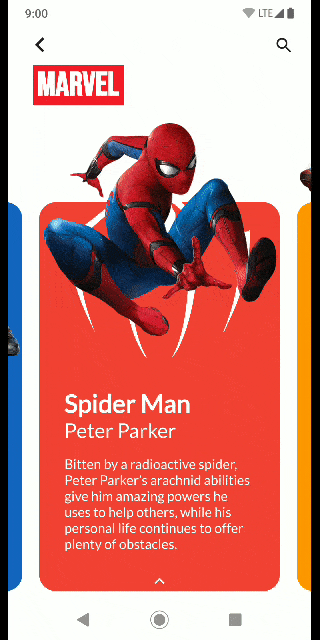 9:00
LTE
MARVEL
Spider Man
Peter Parker
Bitten by a radioactive spider,
Peter Parker's arachnid abilities
give him amazing powers he
uses to help others, while his
personal life continues to offer
plenty of obstacles.